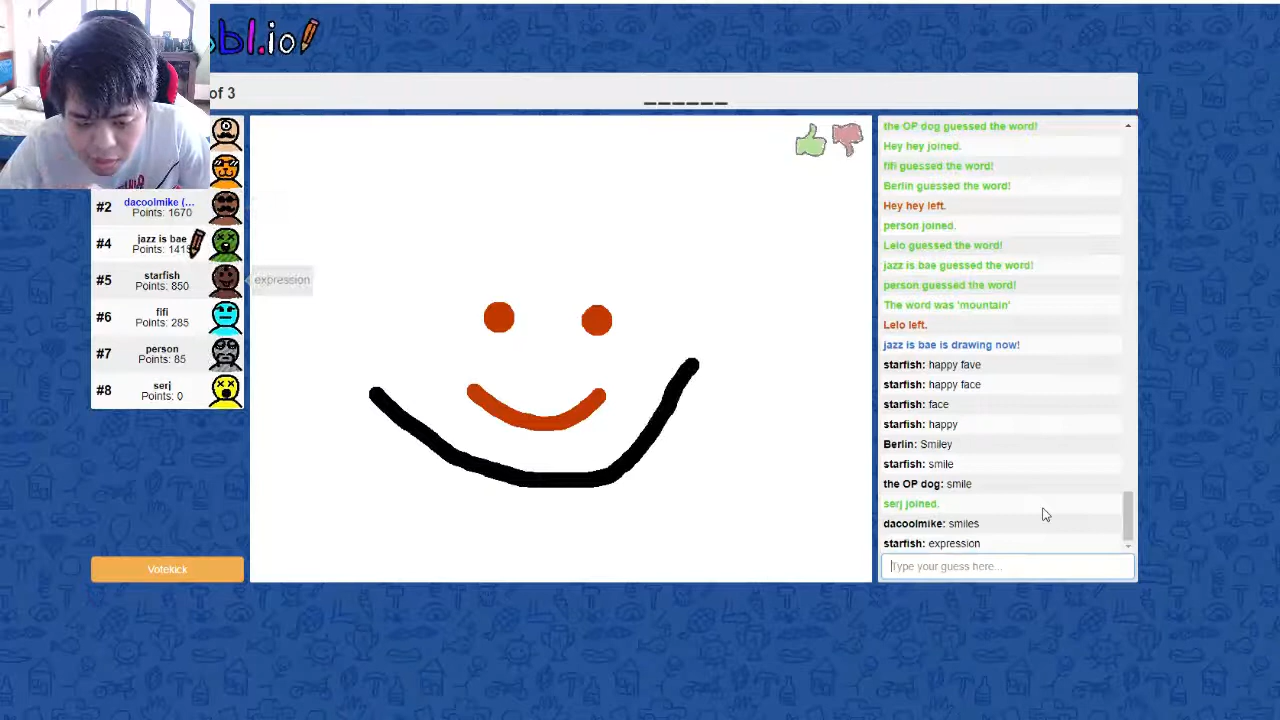 bl.io
of 3
______
#2 dacoolmike (...
Points: 1670
#4 jazz is bae
Points: 1415
#5 starfish
Points: 850
expression
#6 fifi
Points: 285
#7 person
Points: 85
#8 serj
Points: 0
Votekick
the OP dog guessed the word!
Hey hey joined.
fifi guessed the word!
Berlin guessed the word!
Hey hey left.
person joined.
Lelo guessed the word!
jazz is bae guessed the word!
person guessed the word!
The word was 'mountain'
Lelo left.
jazz is bae is drawing now!
starfish: happy fave
starfish: happy face
starfish: face
starfish: happy
Berlin: Smiley
starfish: smile
the OP dog: smile
serj joined.
dacoolmike: smiles
starfish: expression
Type your guess here...